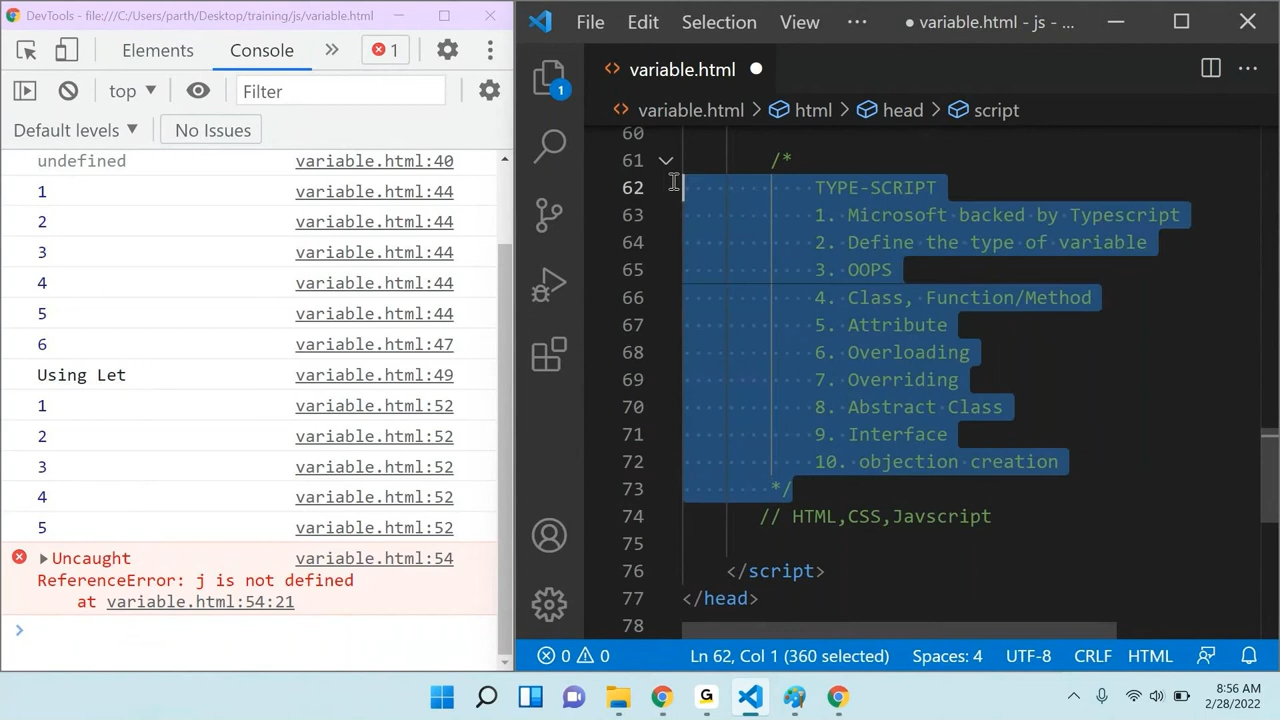 DevTools - file:///C:/Users/parth/Desktop/training/js/variable.html
Elements Console 1
top Filter
Default levels No Issues
undefined variable.html:40
1 variable.html:44
2 variable.html:44
3 variable.html:44
4 variable.html:44
5 variable.html:44
6 variable.html:47
Using Let variable.html:49
1 variable.html:52
2 variable.html:52
3 variable.html:52
4 variable.html:52
5 variable.html:52
Uncaught variable.html:54
ReferenceError: j is not defined
at variable.html:54:21
File Edit Selection View ··· ● variable.html - js - ...
variable.html
variable.html > html > head > script
1
60
61 /*
62 TYPE-SCRIPT
63 1. Microsoft backed by Typescript
64 2. Define the type of variable
65 3. OOPS
66 4. Class, Function/Method
67 5. Attribute
68 6. Overloading
69 7. Overriding
70 8. Abstract Class
71 9. Interface
72 10. objection creation
73 */
74 // HTML,CSS,Javscript
75
76 </script>
77 </head>
78
0 0 Ln 62, Col 1 (360 selected) Spaces: 4 UTF-8 CRLF HTML
G
8:56 AM
2/28/2022